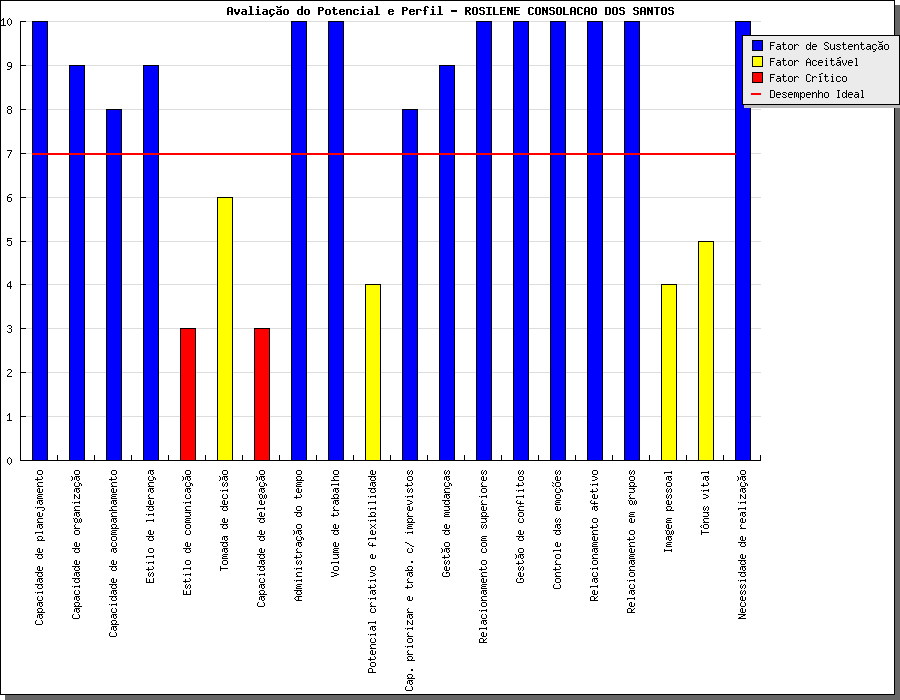 Avaliação do Potencial e Perfil - ROSILENE CONSOLACAO DOS SANTOS
10
9
8
7
6
5
4
3
2
1
0
Fator de Sustentação
Fator Aceitável
Fator Crítico
Desempenho Ideal
Capacidade de planejamento
Capacidade de organização
Capacidade de acompanhamento
Estilo de liderança
Estilo de comunicação
Tomada de decisão
Capacidade de delegação
Administração do tempo
Volume de trabalho
Potencial criativo e flexibilidade
Cap. priorizar e trab. c/ imprevistos
Gestão de mudanças
Relacionamento com superiores
Gestão de conflitos
Controle das emoções
Relacionamento afetivo
Relacionamento em grupos
Imagem pessoal
Tônus vital
Necessidade de realização